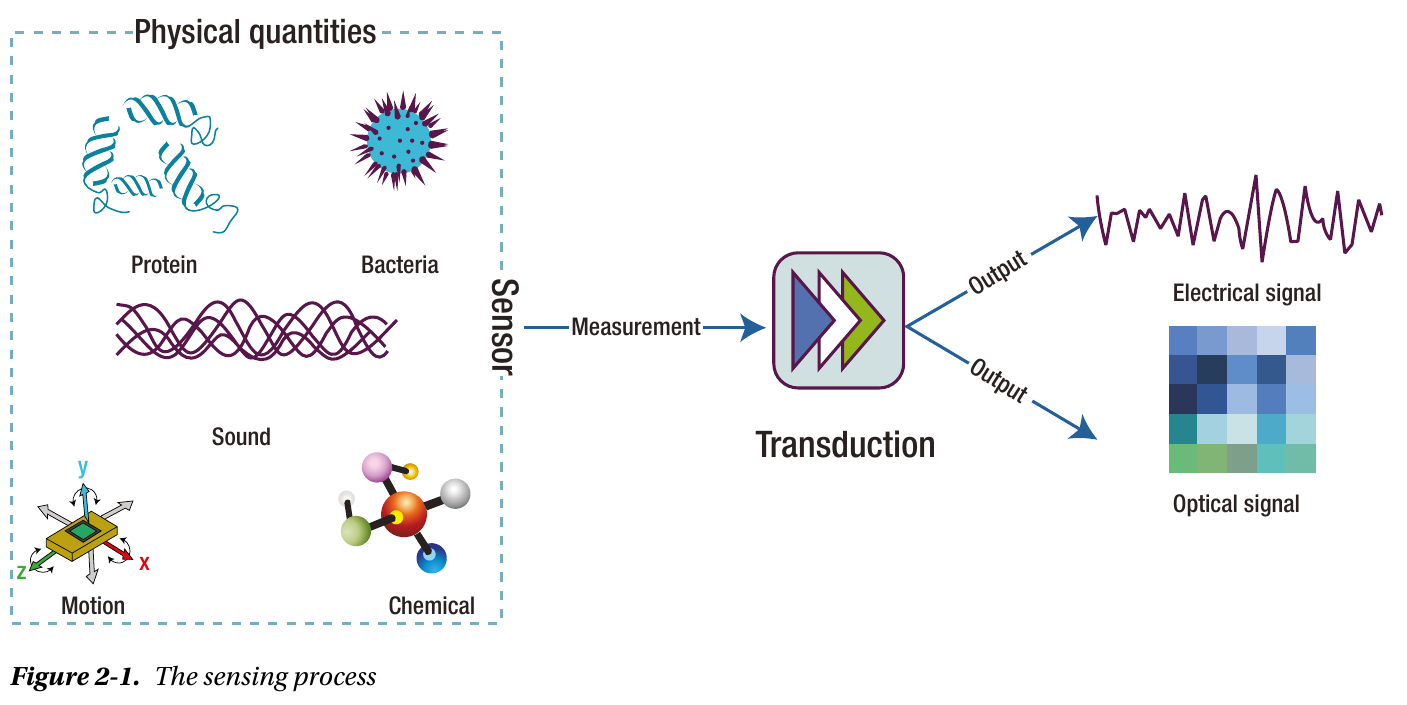 Physical quantities
Protein
Bacteria
Sound
y
z
x
Motion
Chemical
Sensor
Measurement
Transduction
Output
Output
Electrical signal
Optical signal
Figure 2-1. The sensing process